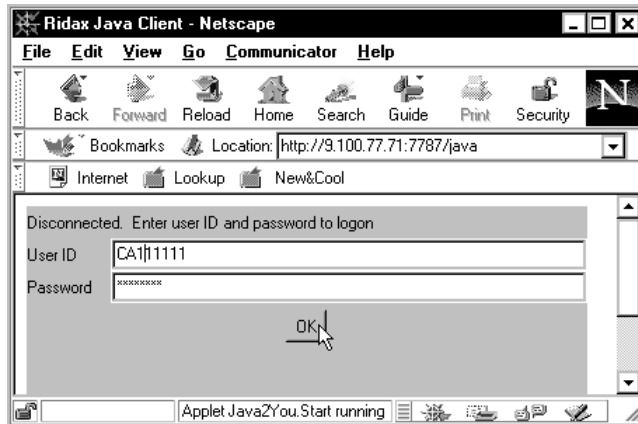 Ridax Java Client - Netscape
File Edit View Go Communicator Help
Back Forward Reload Home Search Guide Print Security
N
Bookmarks Location: http://9.100.77.71:7787/java
Internet Lookup New&Cool
Disconnected. Enter user ID and password to logon
User ID CA111111
Password ********
OK
Applet Java2You.Start running